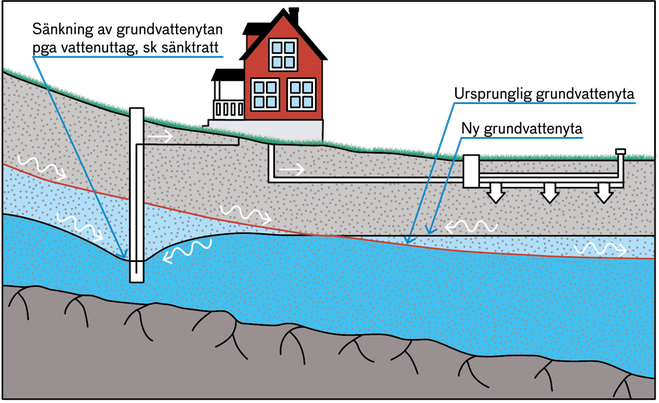 Sänkning av grundvattenytan
pga vattenuttag, sk sänktratt
Ursprunglig grundvattenyta
Ny grundvattenyta